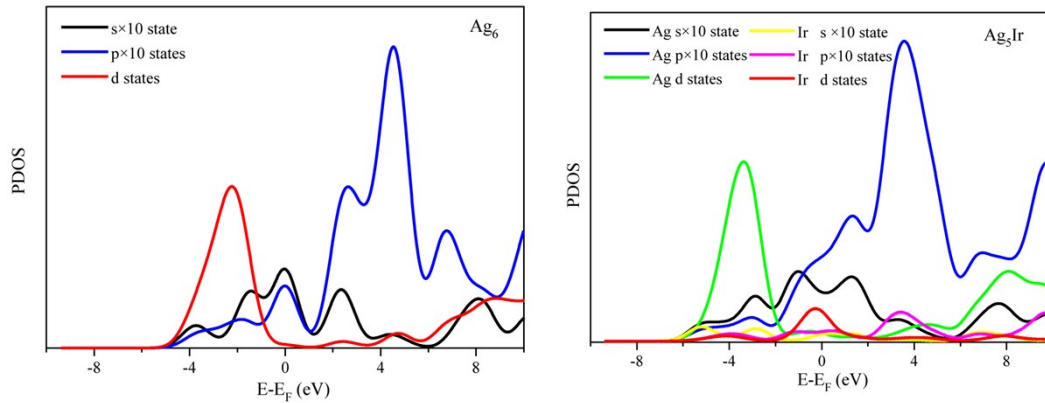 Ag6
s×10 state
p×10 states
d states
PDOS
-8 -4 0 4 8
E-EF (eV)
Ag5Ir
Ag s×10 state
Ag p×10 states
Ag d states
Ir s ×10 state
Ir p×10 states
Ir d states
PDOS
-8 -4 0 4 8
E-EF (eV)